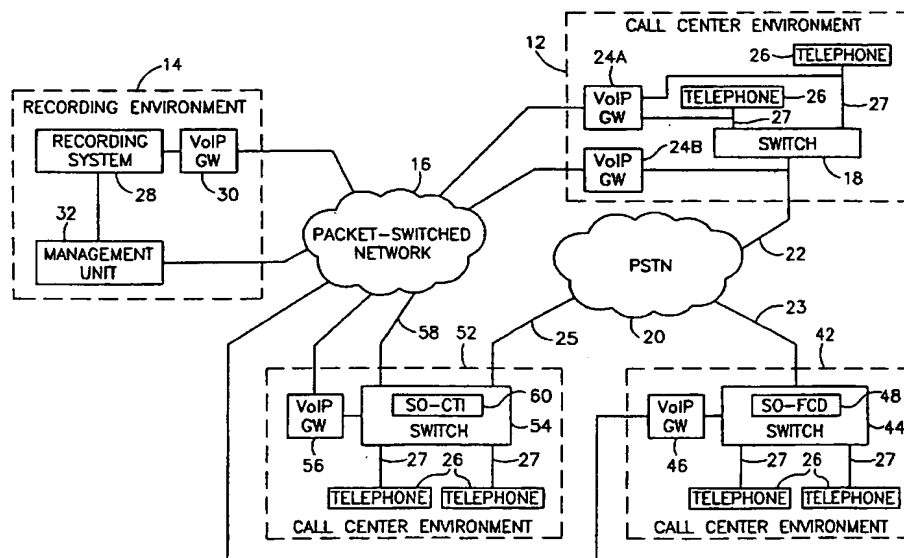 CALL CENTER ENVIRONMENT
12
24A
26
TELEPHONE
VoIP
GW
TELEPHONE
26
27
27
SWITCH
18
24B
VoIP
GW
14
RECORDING ENVIRONMENT
RECORDING
SYSTEM
VoIP
GW
28
30
32
MANAGEMENT
UNIT
16
PACKET-SWITCHED
NETWORK
PSTN
22
20
23
25
58
52
60
SO-CTI
SWITCH
54
VoIP
GW
56
27
26
27
TELEPHONE
TELEPHONE
CALL CENTER ENVIRONMENT
42
48
SO-FCD
SWITCH
44
VoIP
GW
46
27
26
27
TELEPHONE
TELEPHONE
CALL CENTER ENVIRONMENT